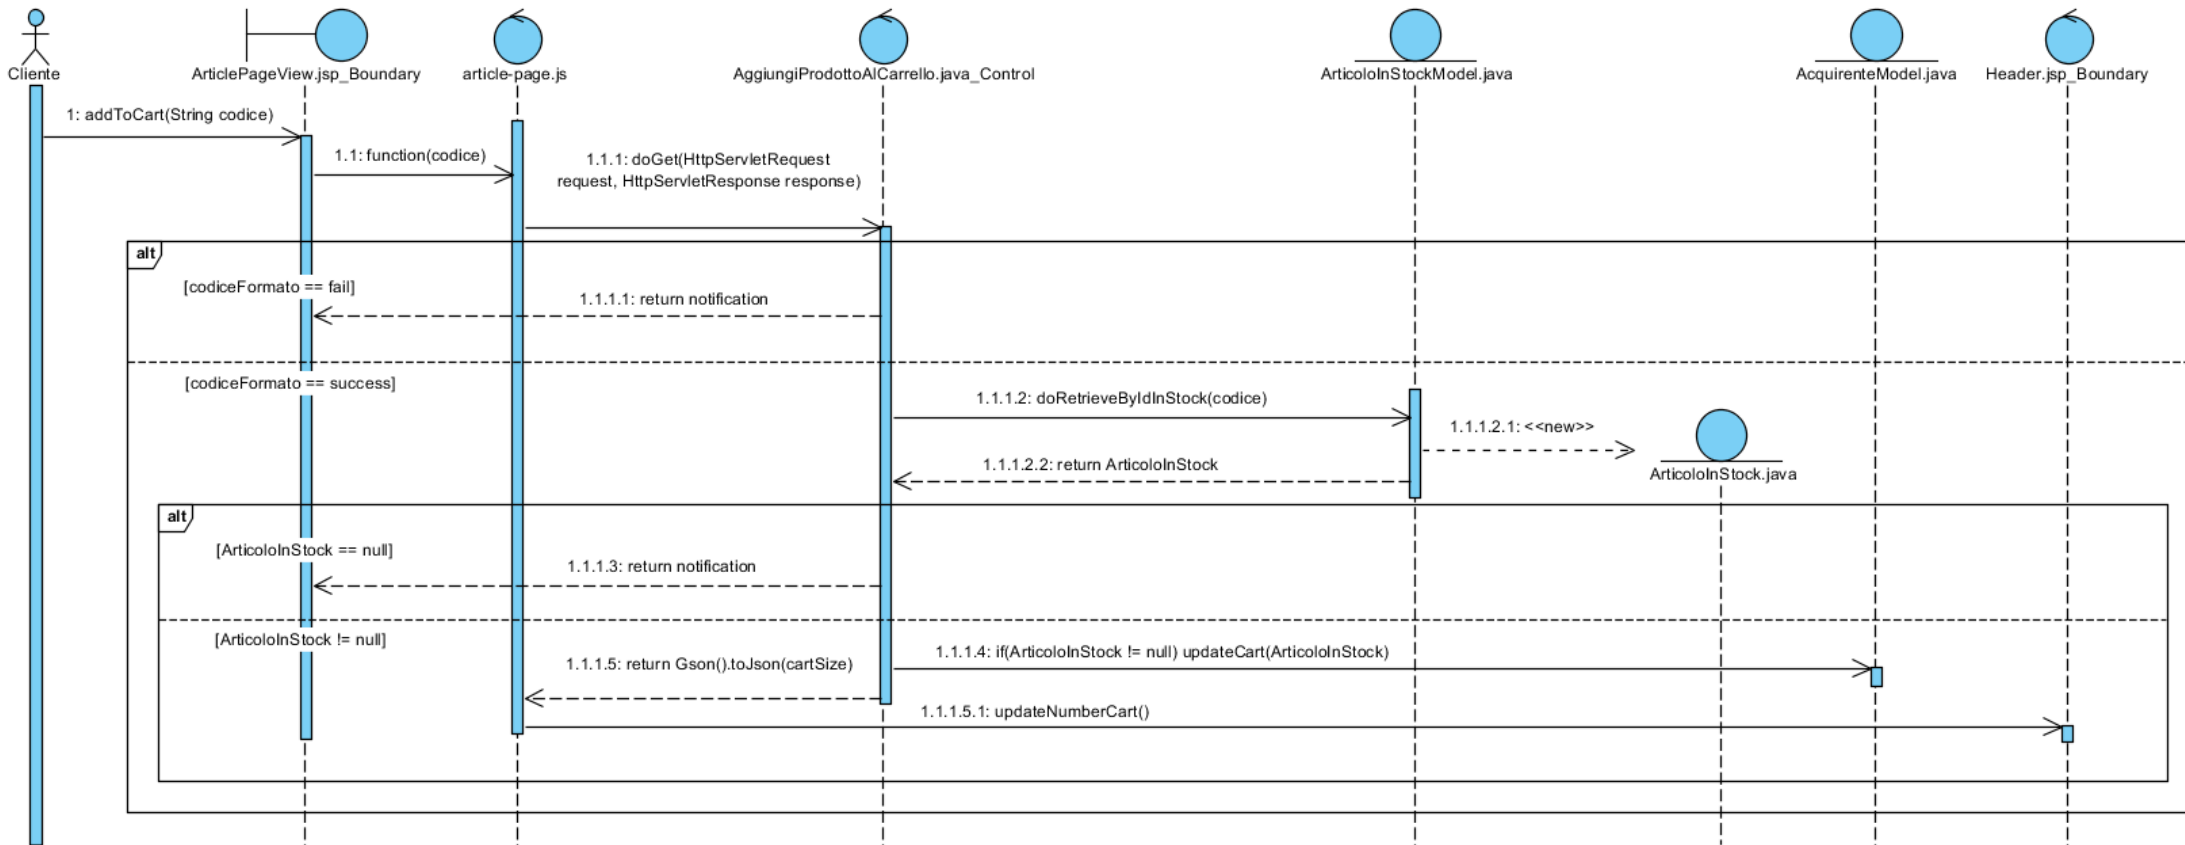 Cliente
ArticlePageView.jsp_Boundary
article-page.js
AggiungiProdottoAlCarrello.java_Control
ArticoloInStockModel.java
AcquirenteModel.java
Header.jsp_Boundary
1: addToCart(String codice)
1.1: function(codice)
1.1.1: doGet(HttpServletRequest
request, HttpServletResponse response)
alt
[codiceFormato == fail]
1.1.1.1: return notification
[codiceFormato == success]
1.1.1.2: doRetrieveByIdInStock(codice)
1.1.1.2.1: <<new>>
1.1.1.2.2: return ArticoloInStock
ArticoloInStock.java
alt
[ArticoloInStock == null]
1.1.1.3: return notification
[ArticoloInStock != null]
1.1.1.4: if(ArticoloInStock != null) updateCart(ArticoloInStock)
1.1.1.5: return Gson().toJson(cartSize)
1.1.1.5.1: updateNumberCart()